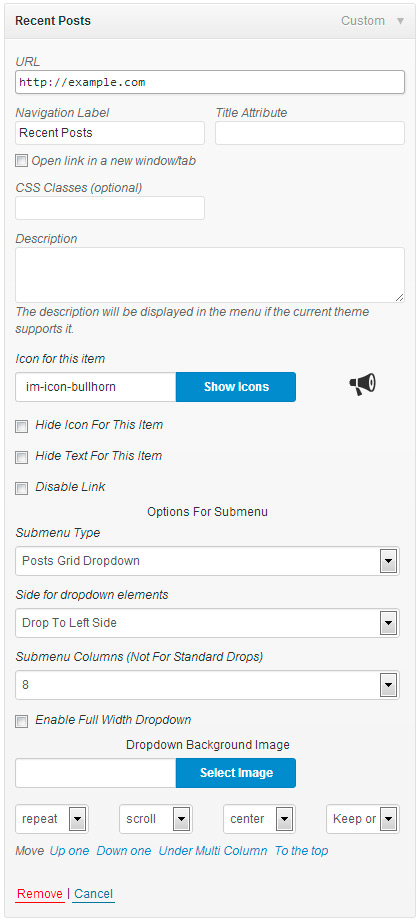 Recent Posts Custom
URL
http://example.com
Navigation Label Title Attribute
Recent Posts
Open link in a new window/tab
CSS Classes (optional)
Description
The description will be displayed in the menu if the current theme
supports it.
Icon for this item
im-icon-bullhorn Show Icons
Hide Icon For This Item
Hide Text For This Item
Disable Link
Options For Submenu
Submenu Type
Posts Grid Dropdown
Side for dropdown elements
Drop To Left Side
Submenu Columns (Not For Standard Drops)
8
Enable Full Width Dropdown
Dropdown Background Image
Select Image
repeat scroll center Keep or
Move Up one Down one Under Multi Column To the top
Remove | Cancel